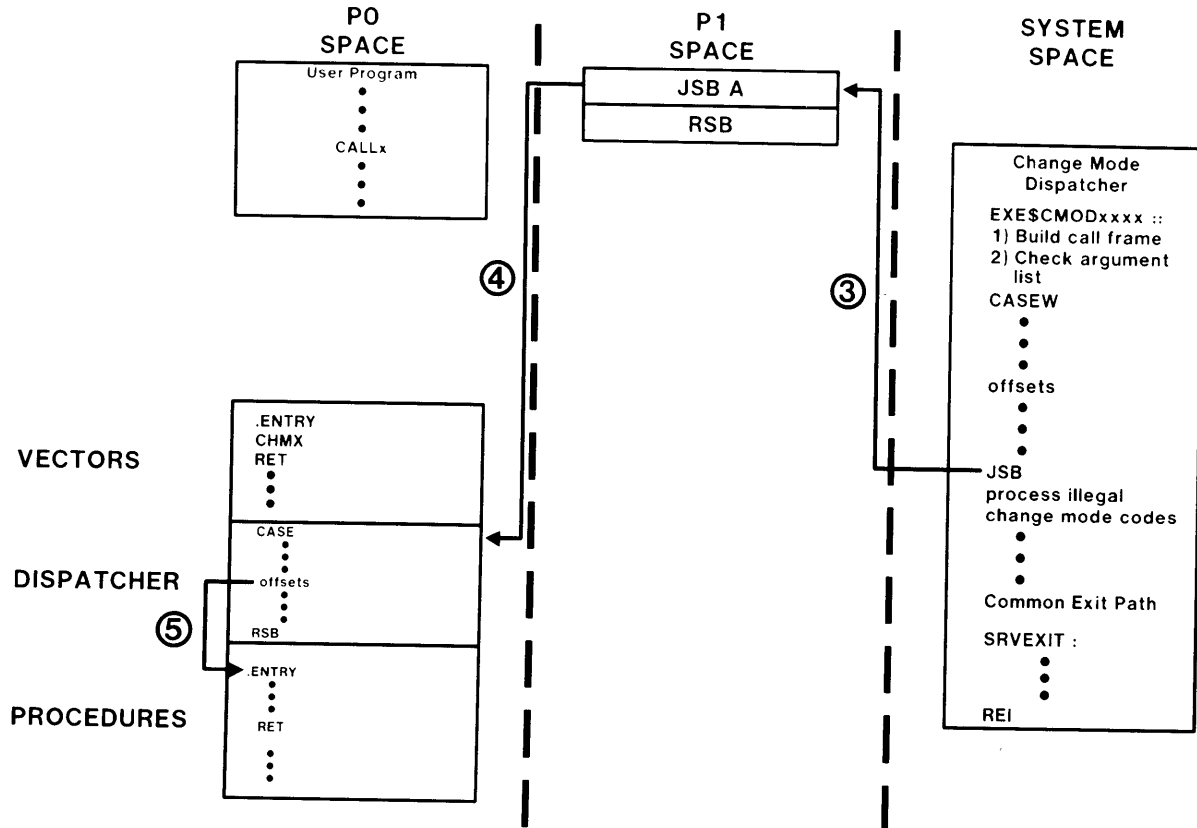 P0
SPACE
User Program
CALLx
P1
SPACE
JSB A
RSB
SYSTEM
SPACE
Change Mode
Dispatcher
EXE$CMODxxxx ::
1) Build call frame
2) Check argument
list
CASEW
offsets
JSB
process illegal
change mode codes
Common Exit Path
SRVEXIT :
REI
④
③
VECTORS
.ENTRY
CHMX
RET
DISPATCHER
CASE
offsets
RSB
⑤
PROCEDURES
.ENTRY
RET